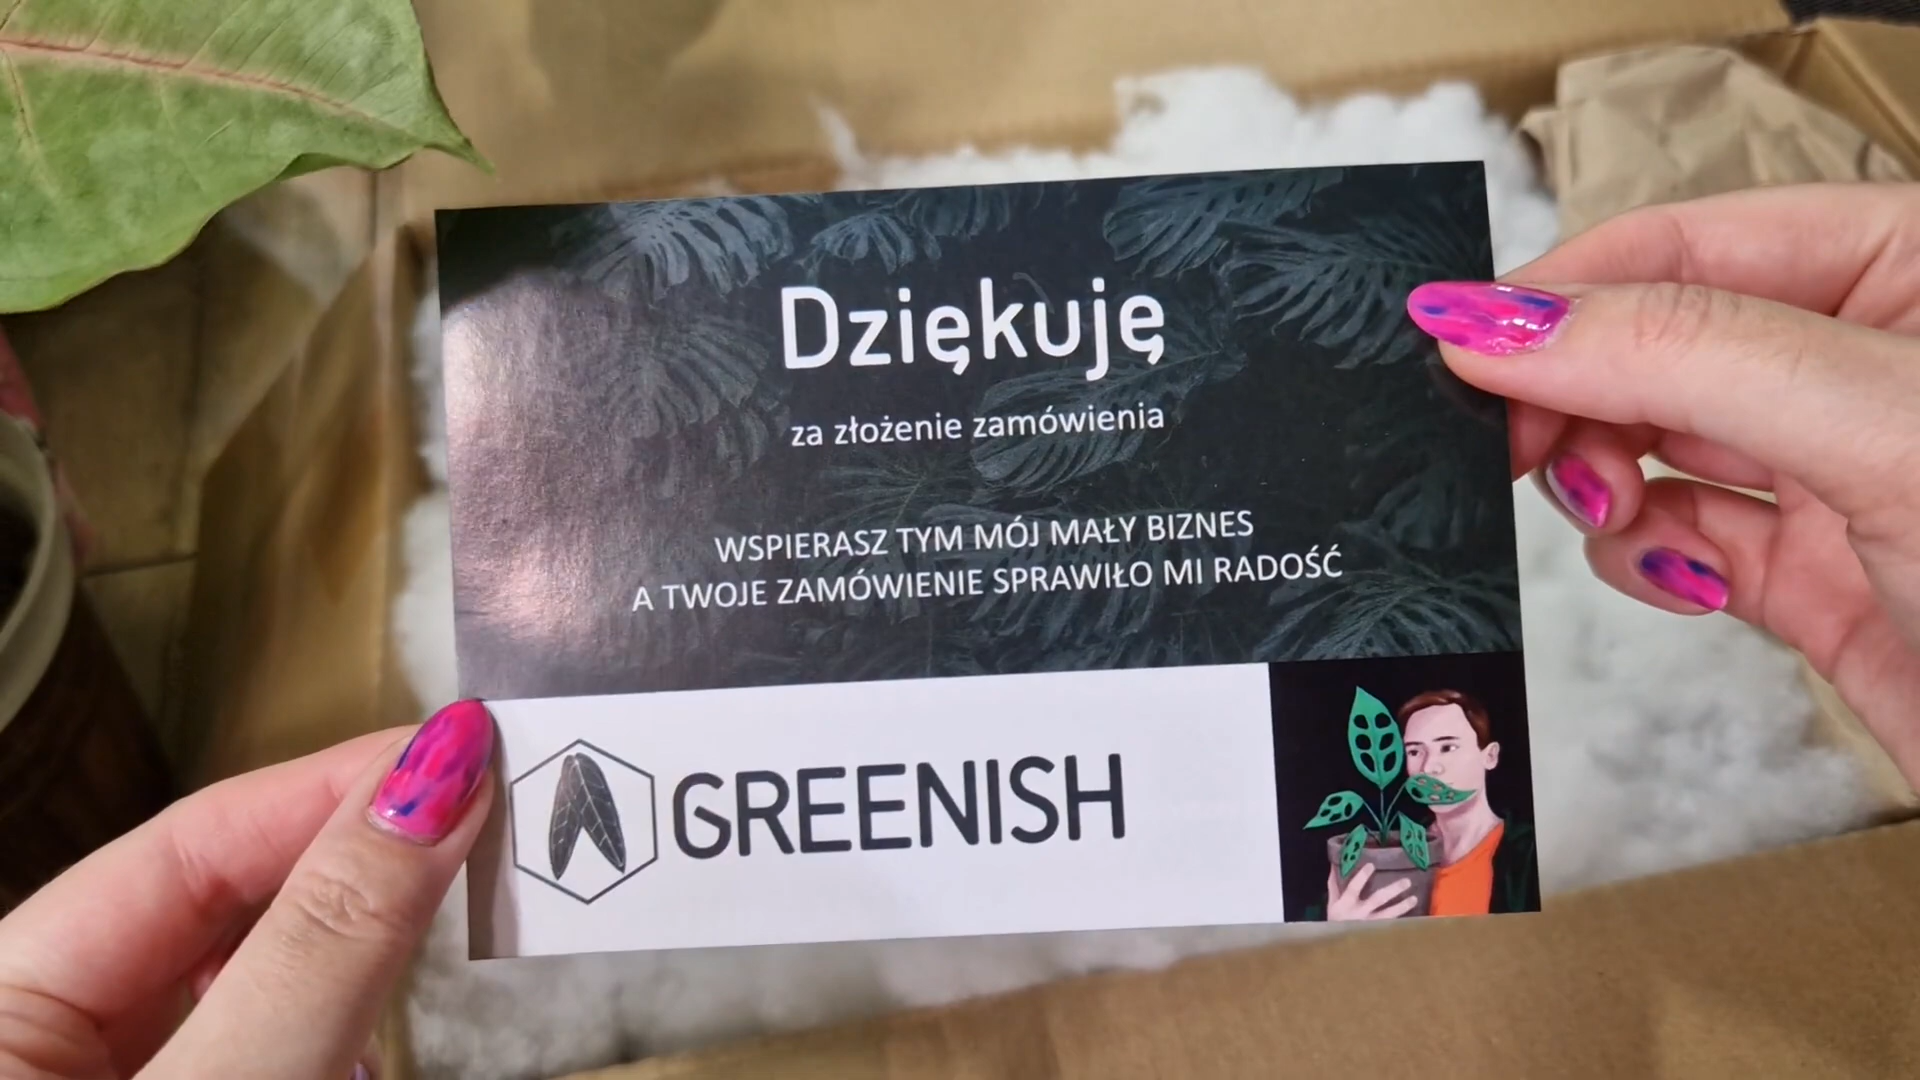 Dziękuję
za złożenie zamówienia
WSPIERASZ TYM MÓJ MAŁY BIZNES
A TWOJE ZAMÓWIENIE SPRAWIŁO MI RADOŚĆ
GREENISH